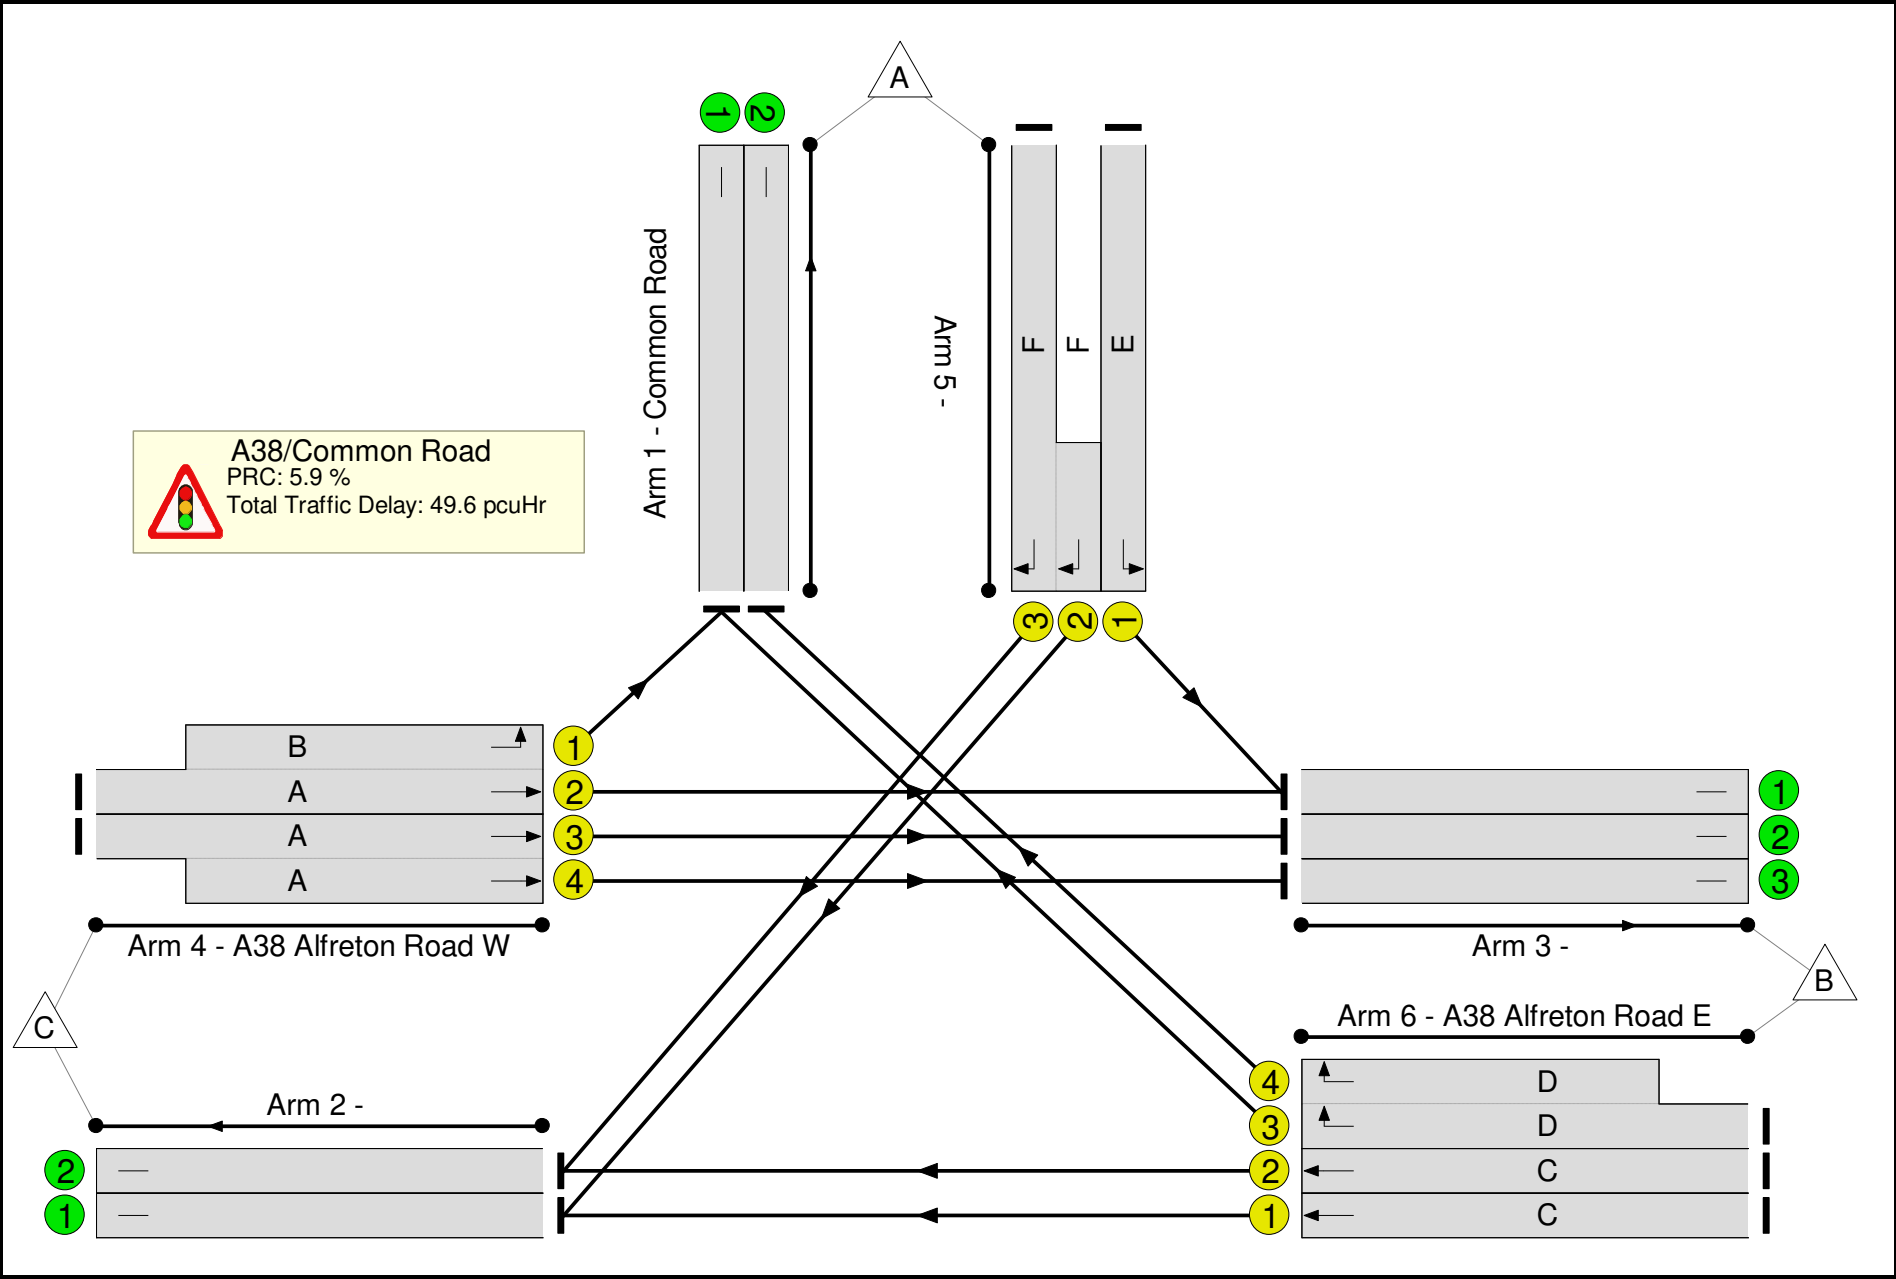 A
1 2
Arm 1 - Common Road
Arm 5 -
F F E
3 2 1
A38/Common Road
PRC: 5.9 %
Total Traffic Delay: 49.6 pcuHr
B 1
A 2
A 3
A 4
Arm 4 - A38 Alfreton Road W
1
2
3
Arm 3 -
B
C
Arm 6 - A38 Alfreton Road E
4 D
3 D
2 C
1 C
Arm 2 -
2
1